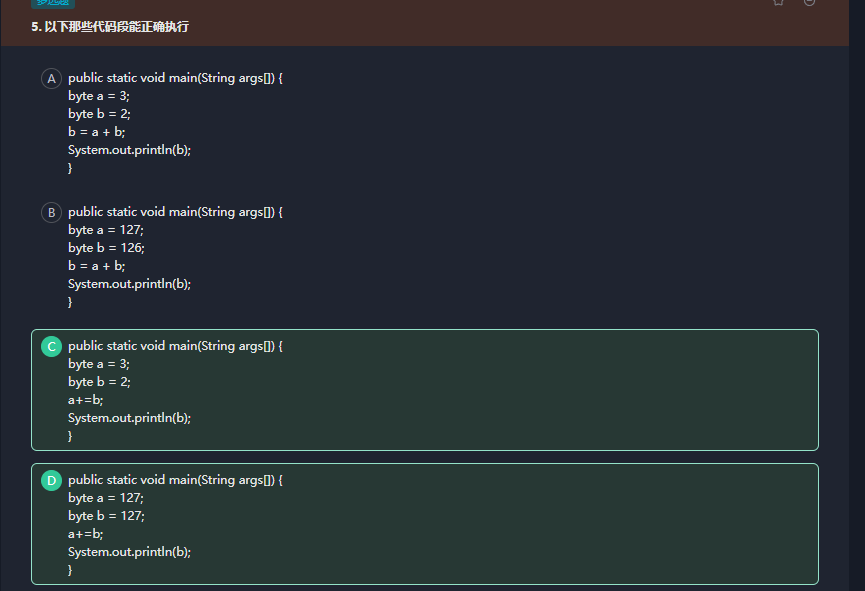 多选题
5. 以下那些代码段能正确执行
A public static void main(String args[]) {
byte a = 3;
byte b = 2;
b = a + b;
System.out.println(b);
}
B public static void main(String args[]) {
byte a = 127;
byte b = 126;
b = a + b;
System.out.println(b);
}
C public static void main(String args[]) {
byte a = 3;
byte b = 2;
a+=b;
System.out.println(b);
}
D public static void main(String args[]) {
byte a = 127;
byte b = 127;
a+=b;
System.out.println(b);
}